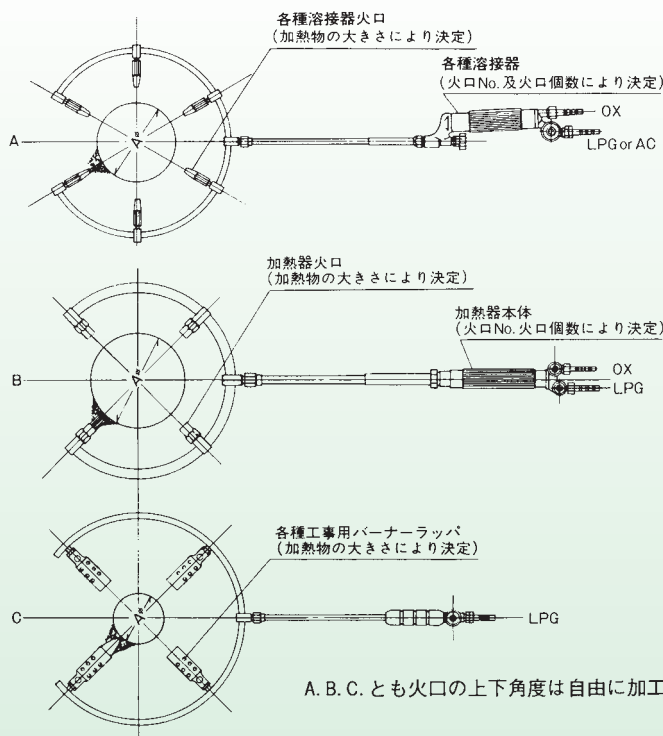 各種溶接器火口
(加熱物の大きさにより決定)
各種溶接器
(火口No.及火口個数により決定)
OX
LPG or AC
A
加熱器火口
(加熱物の大きさにより決定)
加熱器本体
(火口No.火口個数により決定)
OX
LPG
B
各種工事用バーナーラッパ
(加熱物の大きさにより決定)
LPG
C
A.B.C.とも火口の上下角度は自由に加工